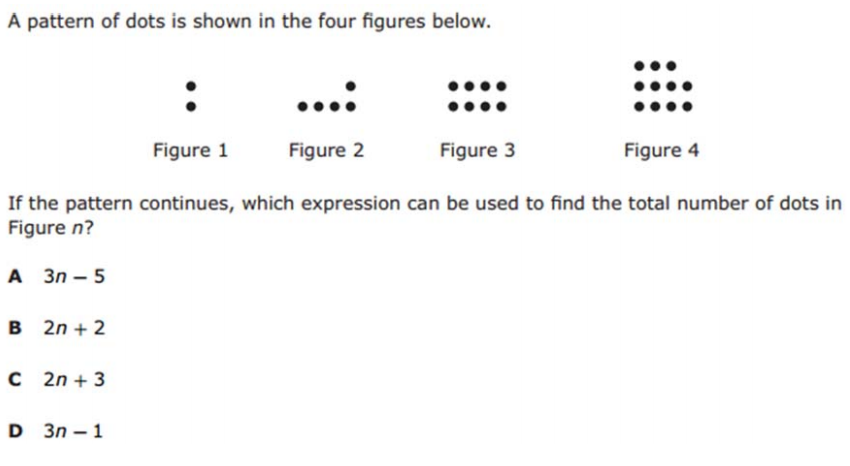 A pattern of dots is shown in the four figures below.
Figure 1 Figure 2 Figure 3 Figure 4
If the pattern continues, which expression can be used to find the total number of dots in
Figure n?
A 3n – 5
B 2n + 2
C 2n + 3
D 3n – 1